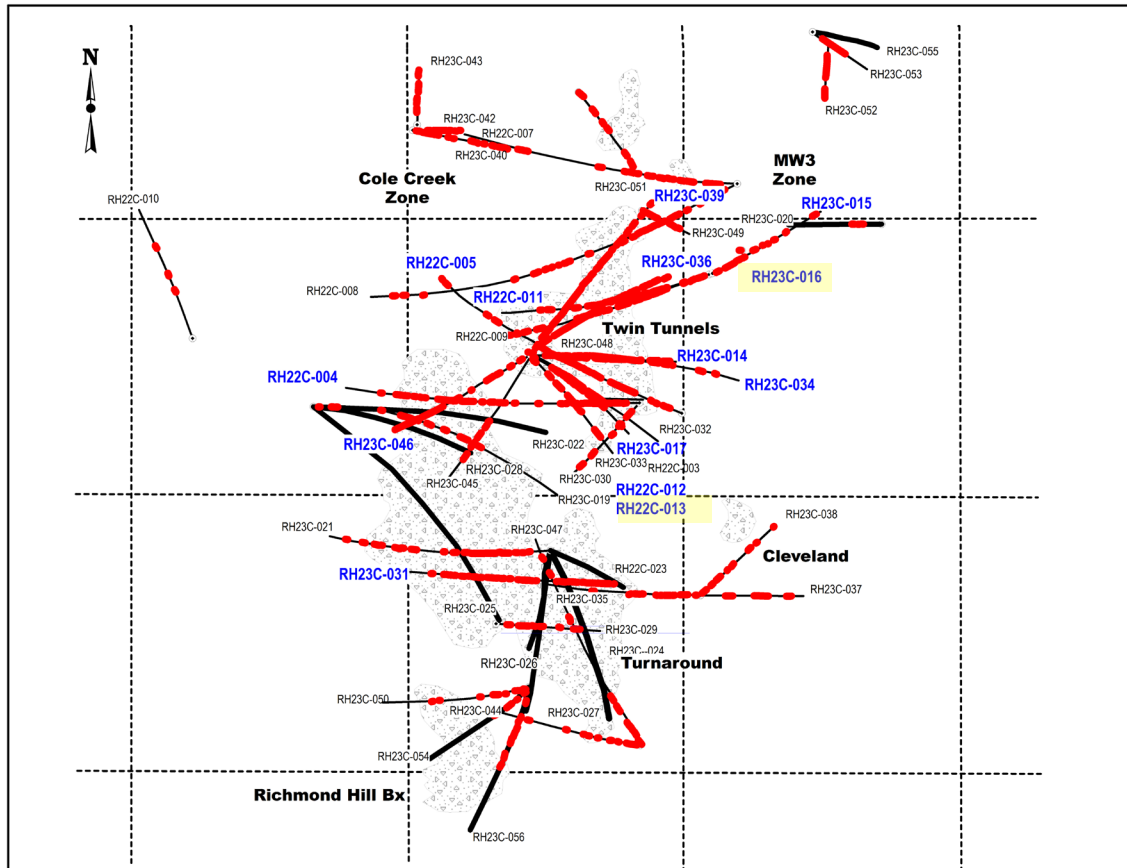 RH23C-055
N
RH23C-043
RH23C-053
RH23C-052
RH23C-042
RH22C-007
RH23C-040
MW3
Zone
Cole Creek
Zone
RH23C-051
RH23C-039
RH22C-010
RH23C-015
RH23C-020
RH23C-049
RH22C-005
RH23C-036
RH23C-016
RH22C-008
RH22C-011
Twin Tunnels
RH22C-009
RH23C-048
RH23C-014
RH22C-004
RH23C-034
RH23C-032
RH23C-046
RH23C-022
RH23C-017
RH23C-033
RH23C-028
RH22C-003
RH23C-045
RH23C-030
RH22C-012
RH23C-019
RH22C-013
RH23C-038
RH23C-021
RH23C-047
Cleveland
RH23C-031
RH22C-023
RH23C-037
RH23C-035
RH23C-025
RH23C-029
RH23C-024
RH23C-026
Turnaround
RH23C-050
RH23C-044
RH23C-027
RH23C-054
Richmond Hill Bx
RH23C-056